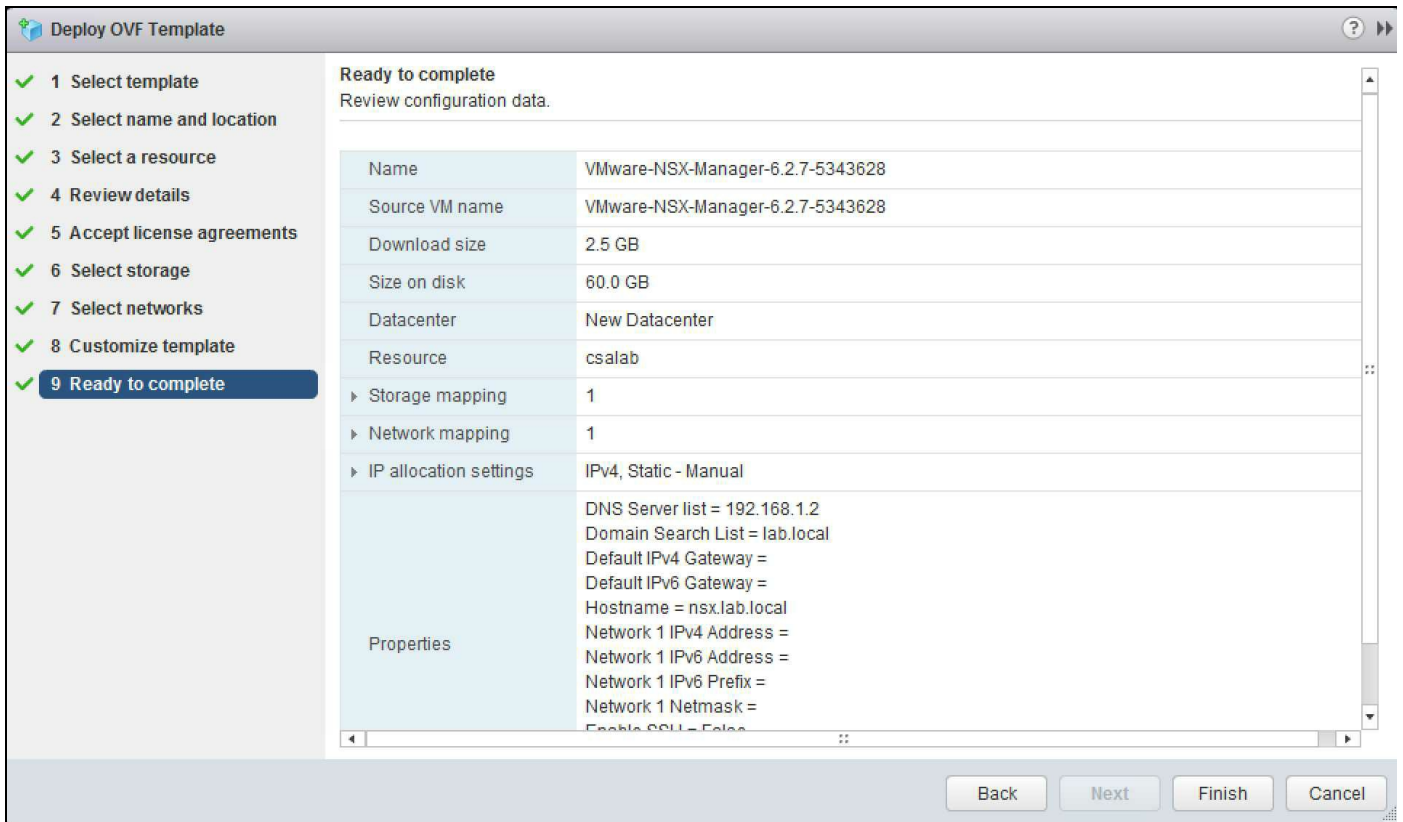 Deploy OVF Template
1 Select template
2 Select name and location
3 Select a resource
4 Review details
5 Accept license agreements
6 Select storage
7 Select networks
8 Customize template
9 Ready to complete
Ready to complete
Review configuration data.
Name VMware-NSX-Manager-6.2.7-5343628
Source VM name VMware-NSX-Manager-6.2.7-5343628
Download size 2.5 GB
Size on disk 60.0 GB
Datacenter New Datacenter
Resource csalab
Storage mapping 1
Network mapping 1
IP allocation settings IPv4, Static - Manual
Properties
DNS Server list = 192.168.1.2
Domain Search List = lab.local
Default IPv4 Gateway =
Default IPv6 Gateway =
Hostname = nsx.lab.local
Network 1 IPv4 Address =
Network 1 IPv6 Address =
Network 1 IPv6 Prefix =
Network 1 Netmask =
Enable SSH = False
Back Next Finish Cancel